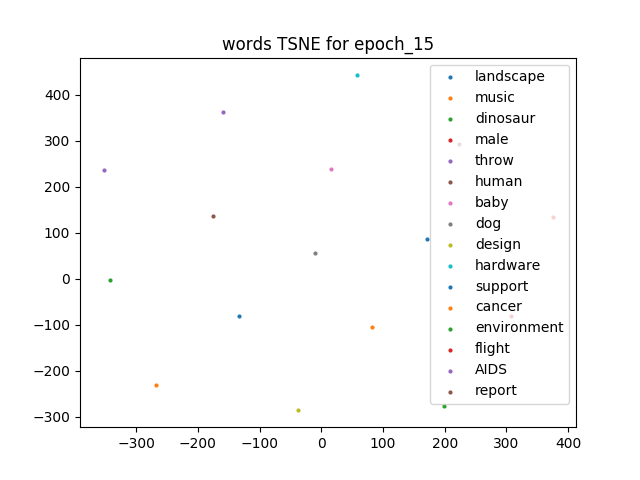 words TSNE for epoch_15
landscape
music
dinosaur
male
throw
human
baby
dog
design
hardware
support
cancer
environment
flight
AIDS
report
400
300
200
100
0
−100
−200
−300
−300 −200 −100 0 100 200 300 400